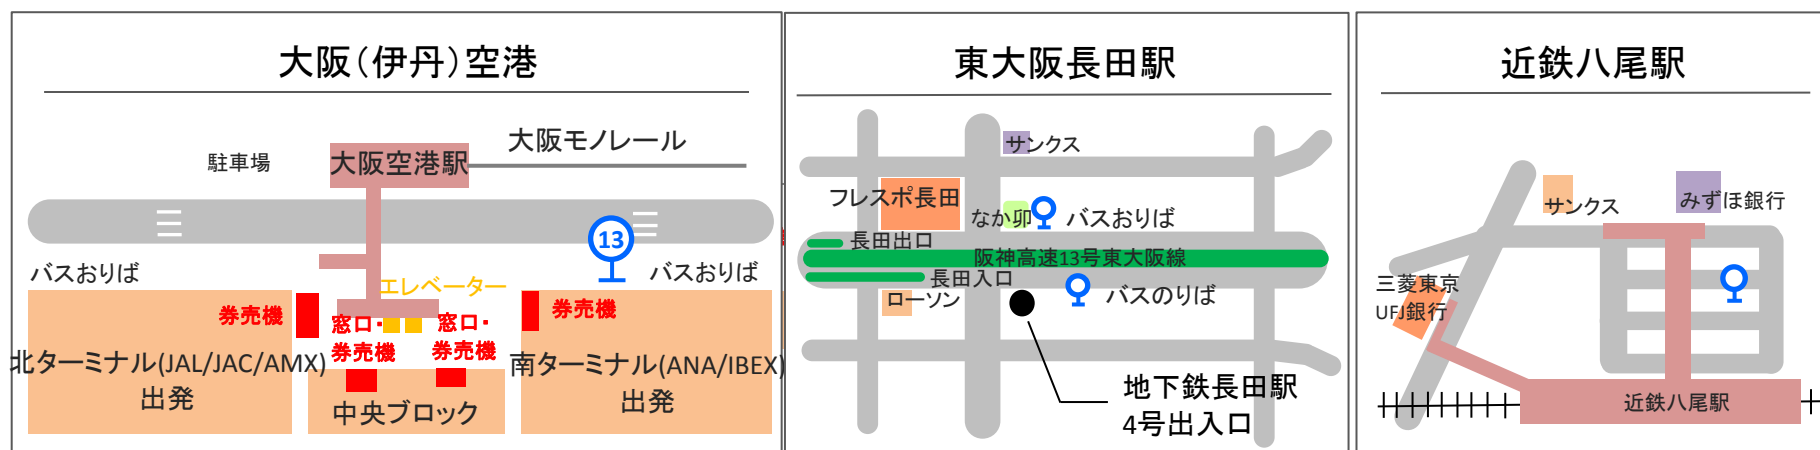 大阪（伊丹）空港
大阪モノレール
大阪空港駅
駐車場
13
バスおりば
バスおりば
エレベーター
券売機
窓口・
券売機
窓口・
券売機
券売機
北ターミナル(JAL/JAC/AMX)
出発
中央ブロック
南ターミナル(ANA/IBEX)
出発
東大阪長田駅
サンクス
フレスポ長田
なか卯
バスおりば
長田出口
阪神高速13号東大阪線
長田入口
ローソン
バスのりば
地下鉄長田駅
4号出入口
近鉄八尾駅
サンクス
みずほ銀行
三菱東京
UFJ銀行
近鉄八尾駅